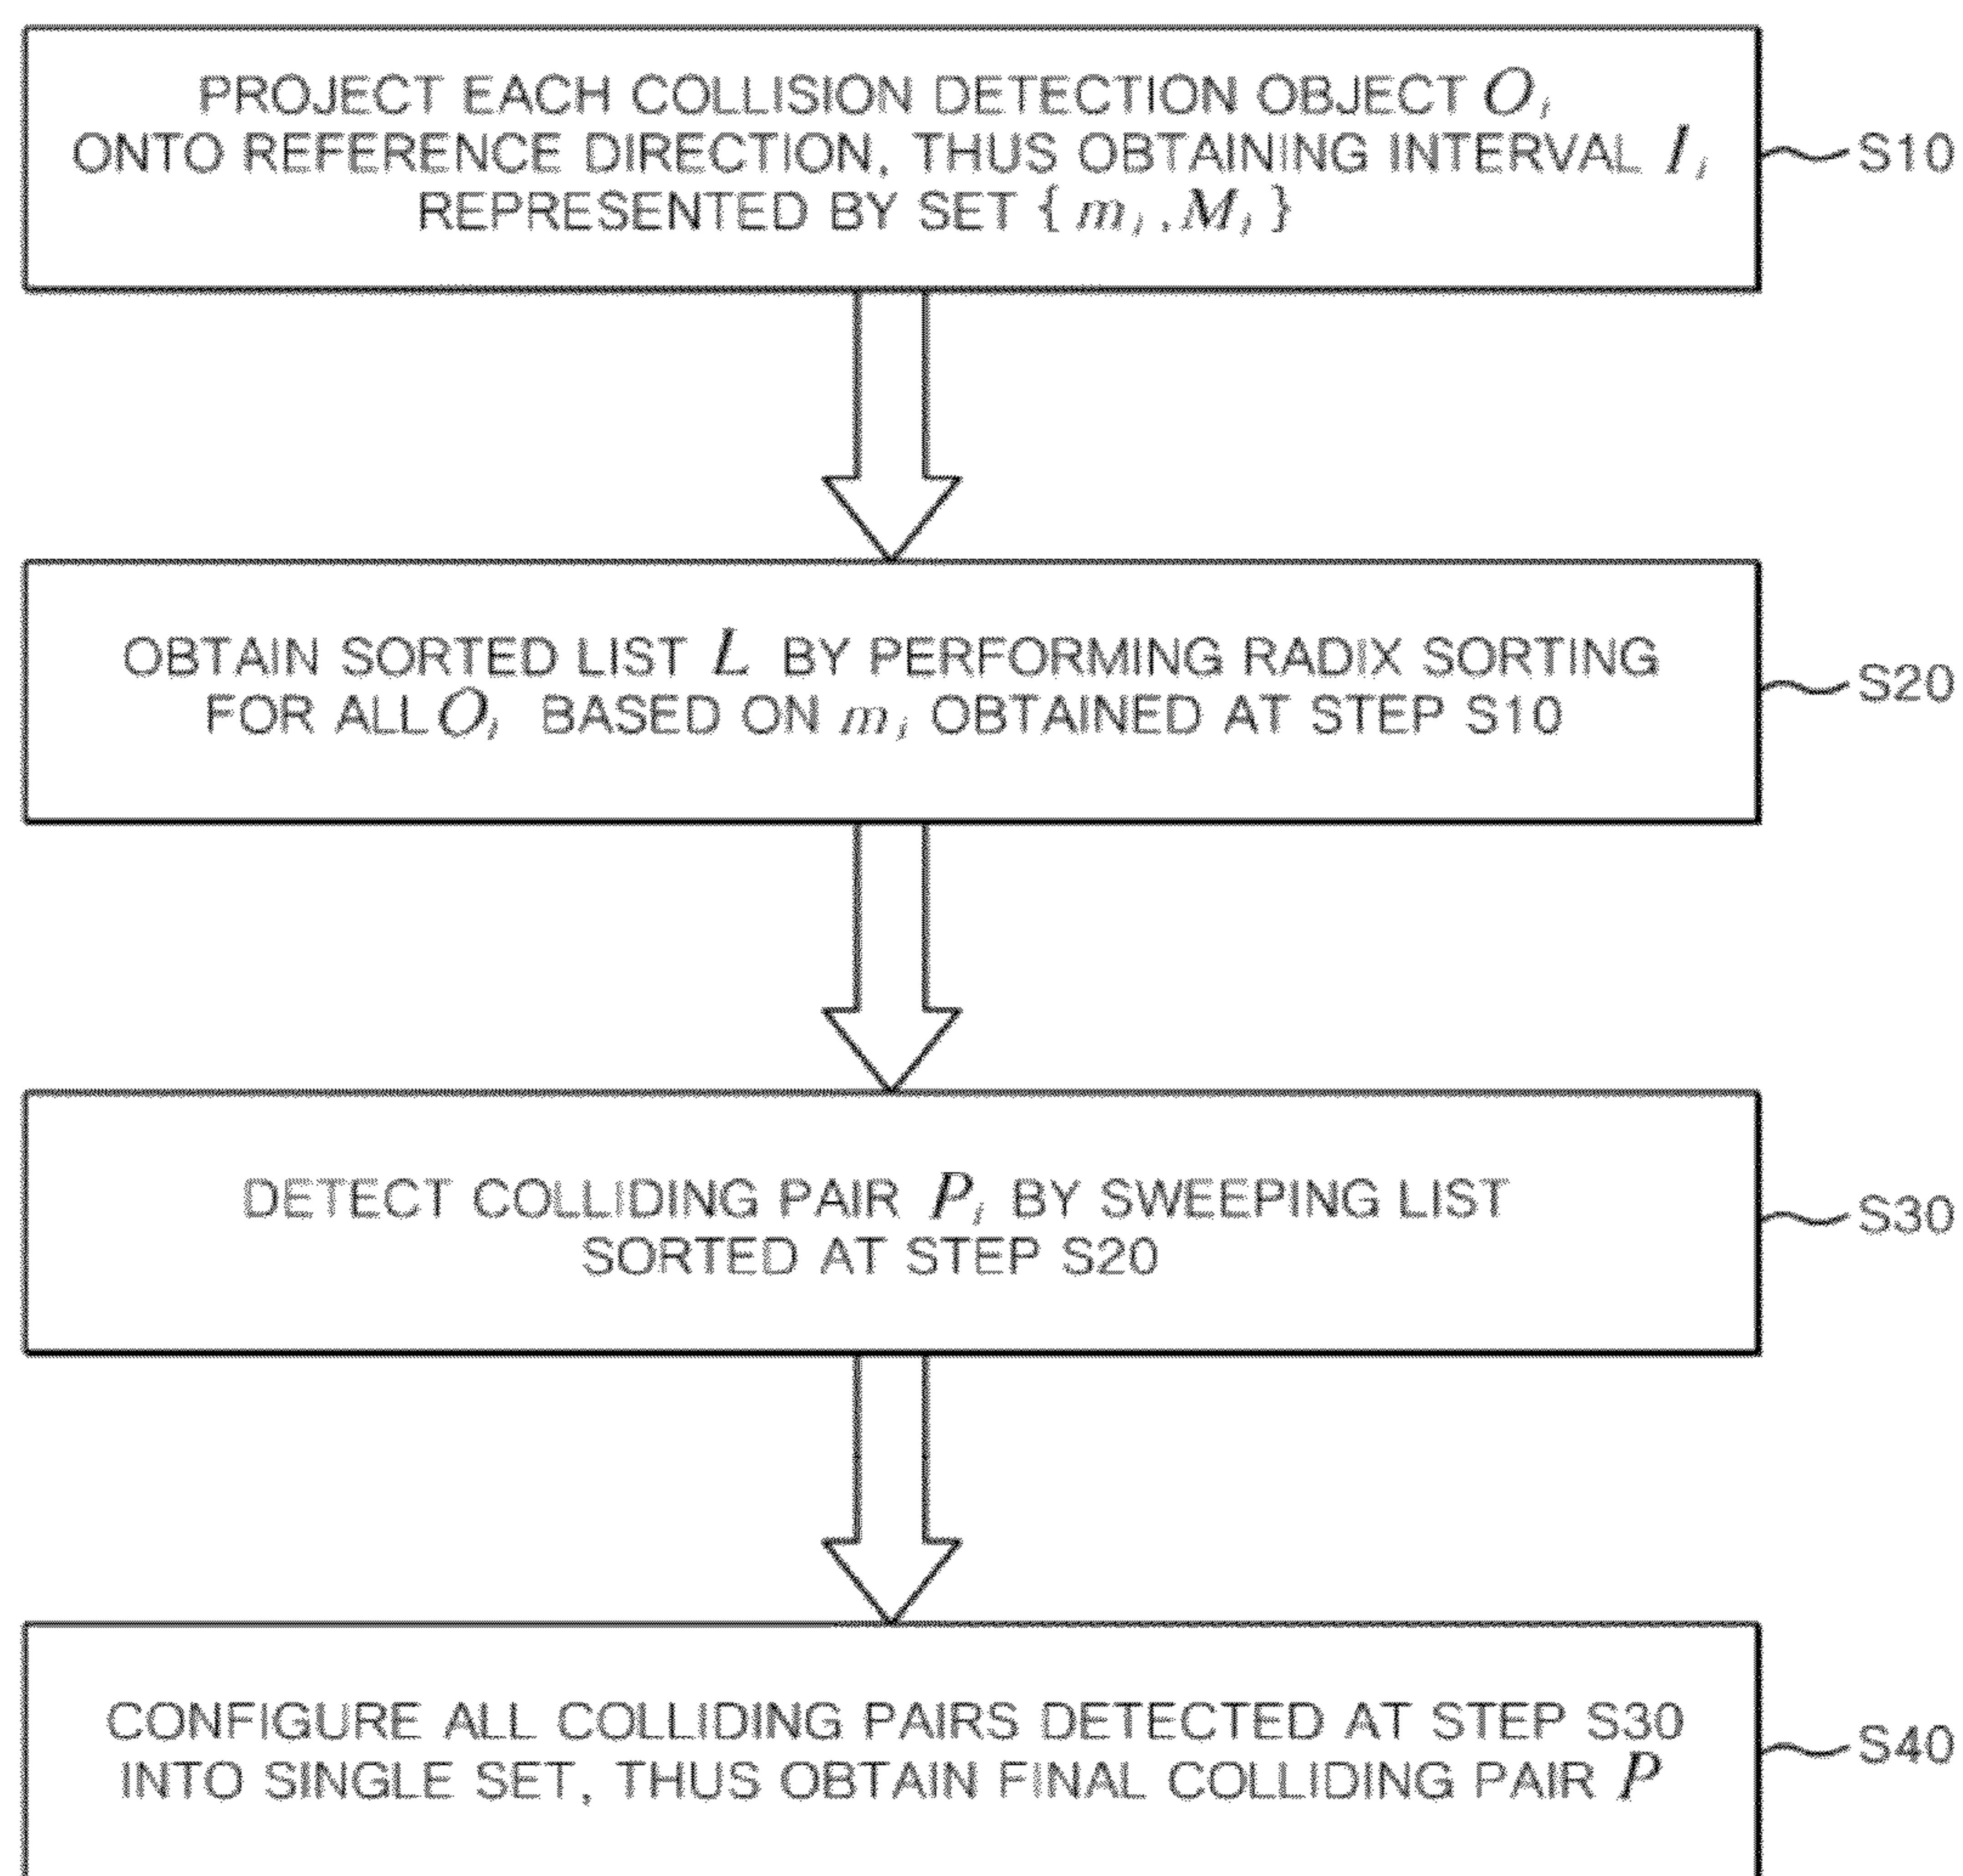 PROJECT EACH COLLISION DETECTION OBJECT O_i
ONTO REFERENCE DIRECTION, THUS OBTAINING INTERVAL I_i
REPRESENTED BY SET { m_i , M_i }
S10
OBTAIN SORTED LIST L BY PERFORMING RADIX SORTING
FOR ALL O_i BASED ON m_i OBTAINED AT STEP S10
S20
DETECT COLLIDING PAIR P_i BY SWEEPING LIST
SORTED AT STEP S20
S30
CONFIGURE ALL COLLIDING PAIRS DETECTED AT STEP S30
INTO SINGLE SET, THUS OBTAIN FINAL COLLIDING PAIR P
S40